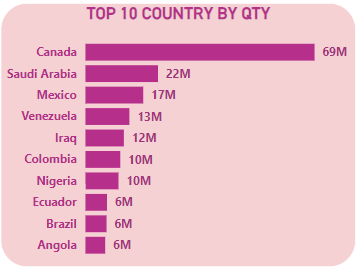 TOP 10 COUNTRY BY QTY
Canada 69M
Saudi Arabia 22M
Mexico 17M
Venezuela 13M
Iraq 12M
Colombia 10M
Nigeria 10M
Ecuador 6M
Brazil 6M
Angola 6M